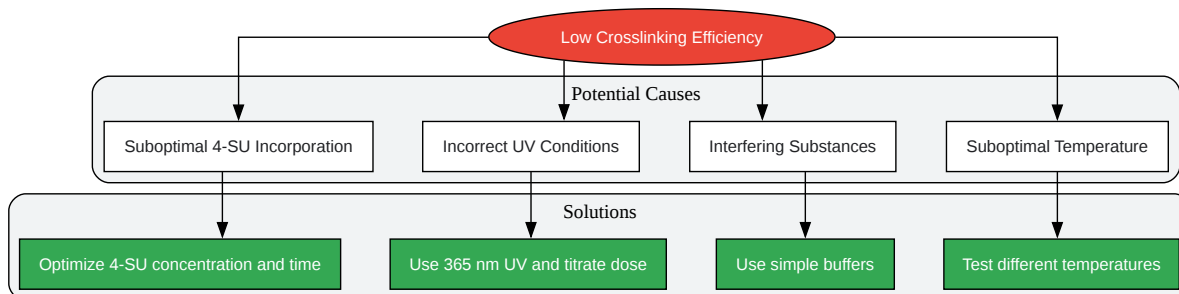 Low Crosslinking Efficiency
Potential Causes
Suboptimal 4-SU Incorporation
Incorrect UV Conditions
Interfering Substances
Suboptimal Temperature
Solutions
Optimize 4-SU concentration and time
Use 365 nm UV and titrate dose
Use simple buffers
Test different temperatures